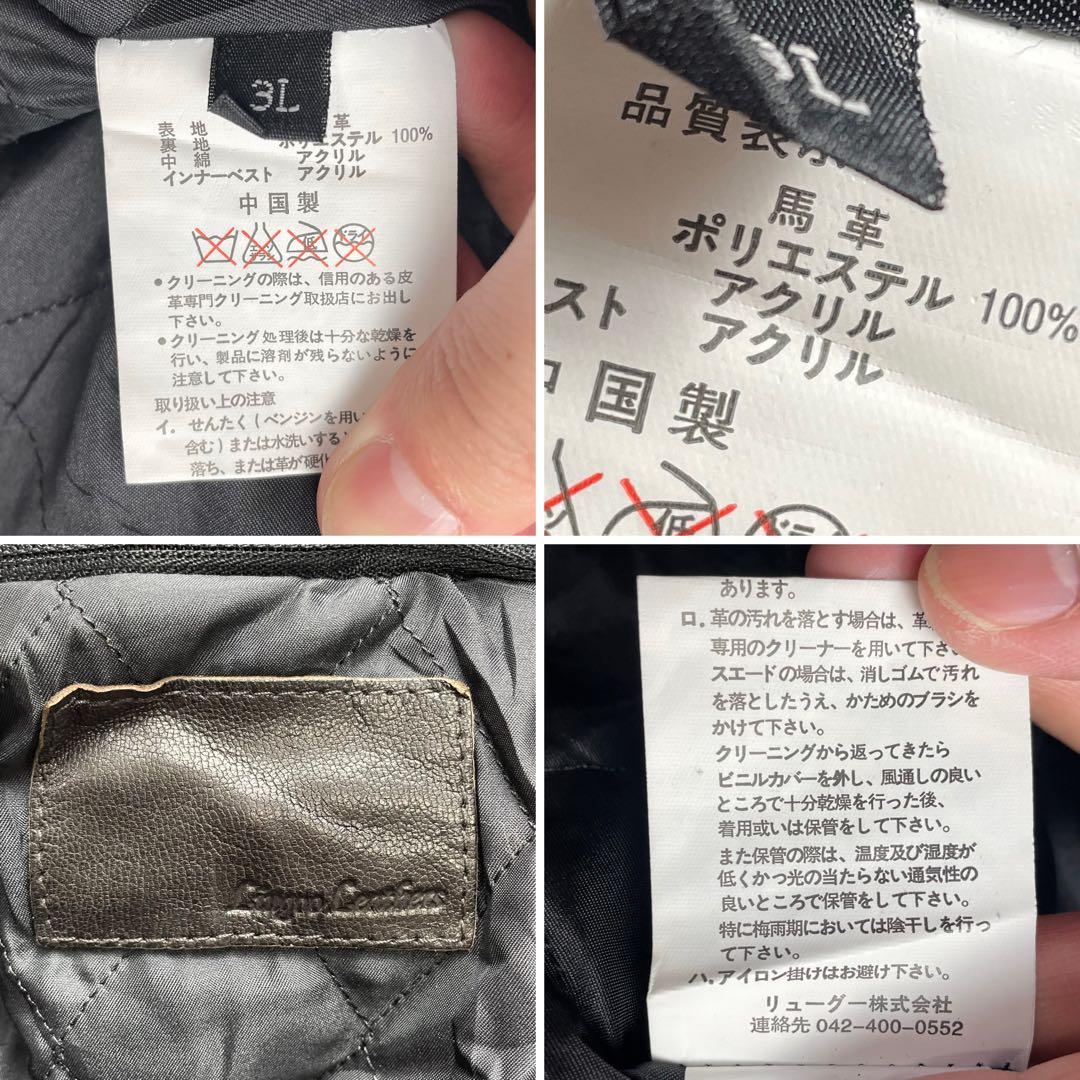 3L
革
表地 ポリエステル 100%
裏地 アクリル
中綿 アクリル
インナーベスト
中国製
エンソ サラシ
低
ドライ
•クリーニングの際は、信用のある皮
革専門クリーニング取扱店にお出し
下さい。
•クリーニング処理後は十分な乾燥を
行い、製品に溶剤が残らないように
注意して下さい。
取り扱い上の注意
イ. せんたく(ベンジンを用い
含む)または水洗いすると
落ち、または革が硬化
3L
品質表示
馬革
ポリエステル 100%
アクリル
スト アクリル
中国製
低
ドラ
Liugoo Leathers
あります。
ロ. 革の汚れを落とす場合は、革
専用のクリーナーを用いて下さい
スエードの場合は、消しゴムで汚れ
を落としたうえ、かためのブラシを
かけて下さい。
クリーニングから返ってきたら
ビニルカバーを外し、風通しの良い
ところで十分乾燥を行った後、
着用或いは保管をして下さい。
また保管の際は、温度及び湿度が
低くかつ光の当たらない通気性の
良いところで保管をして下さい。
特に梅雨期においては陰干しを行っ
て下さい。
ハ. アイロン掛けはお避け下さい。
リューグー株式会社
連絡先 042-400-0552